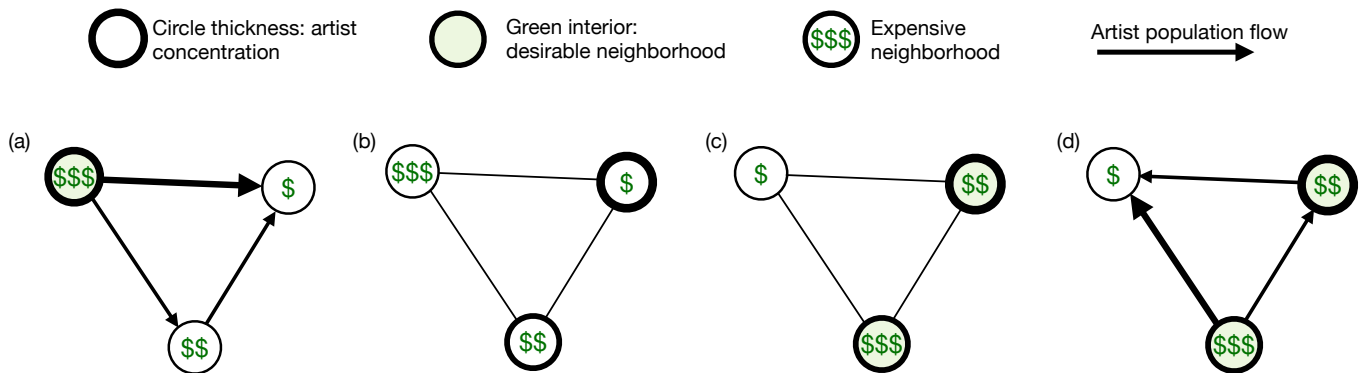 Circle thickness: artist
concentration
Green interior:
desirable neighborhood
$$$
Expensive
neighborhood
Artist population flow
(a)
$$$
$
$$
(b)
$$$
$
$$
(c)
$
$$
$$$
(d)
$
$$
$$$